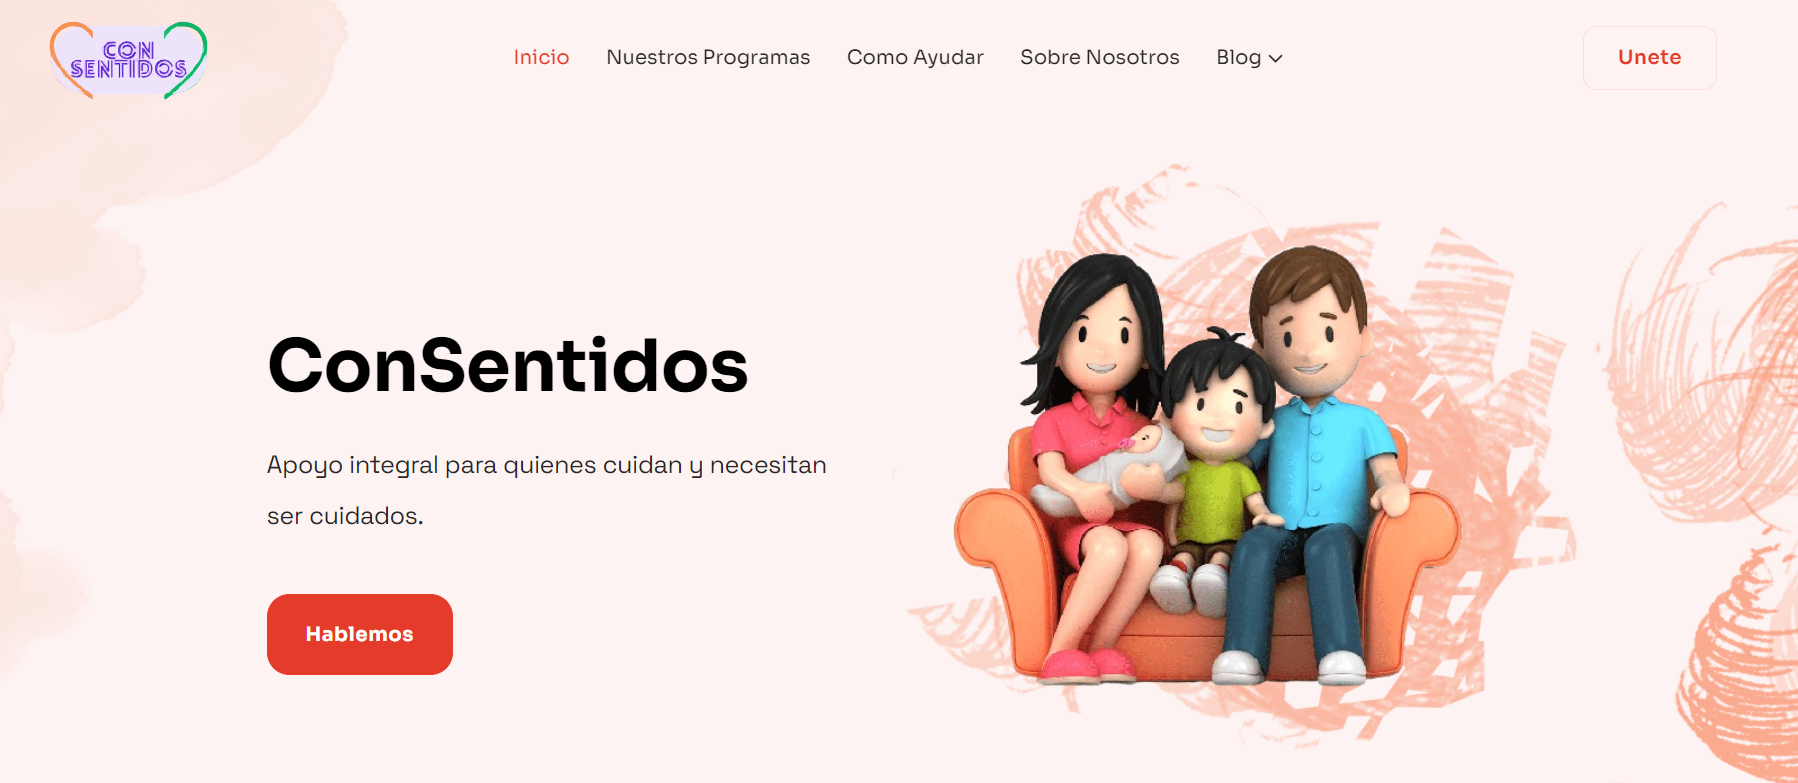 CON
SENTIDOS
Inicio Nuestros Programas Como Ayudar Sobre Nosotros Blog
Unete
ConSentidos
Apoyo integral para quienes cuidan y necesitan
ser cuidados.
Hablemos